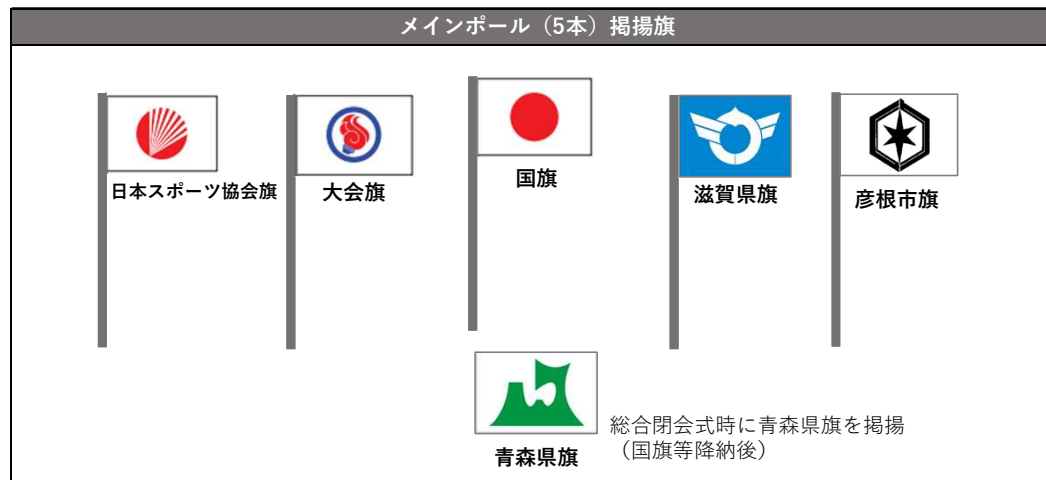 メインポール（5本）掲揚旗
日本スポーツ協会旗
大会旗
国旗
滋賀県旗
彦根市旗
青森県旗
総合閉会式時に青森県旗を掲揚
（国旗等降納後）